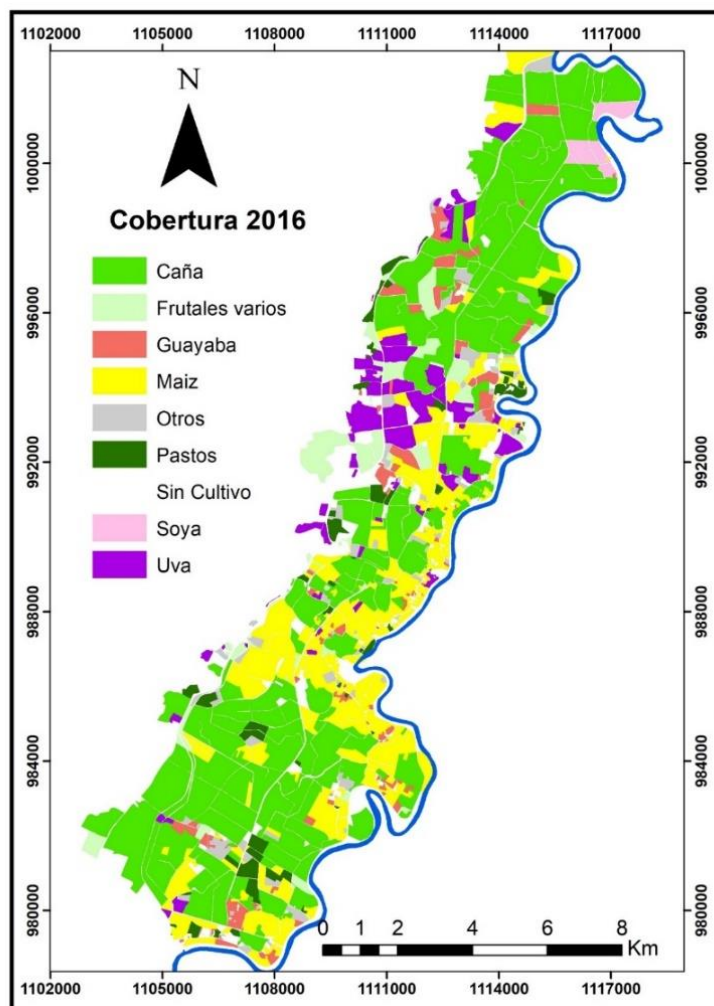 1102000 1105000 1108000 1111000 1114000 1117000
N
1000000 1000000
Cobertura 2016
Caña
Frutales varios
996000 996000
Guayaba
Maiz
Otros
Pastos
992000 992000
Sin Cultivo
Soya
Uva
988000 988000
984000 984000
980000 980000
0 1 2 4 6 8
Km
1102000 1105000 1108000 1111000 1114000 1117000